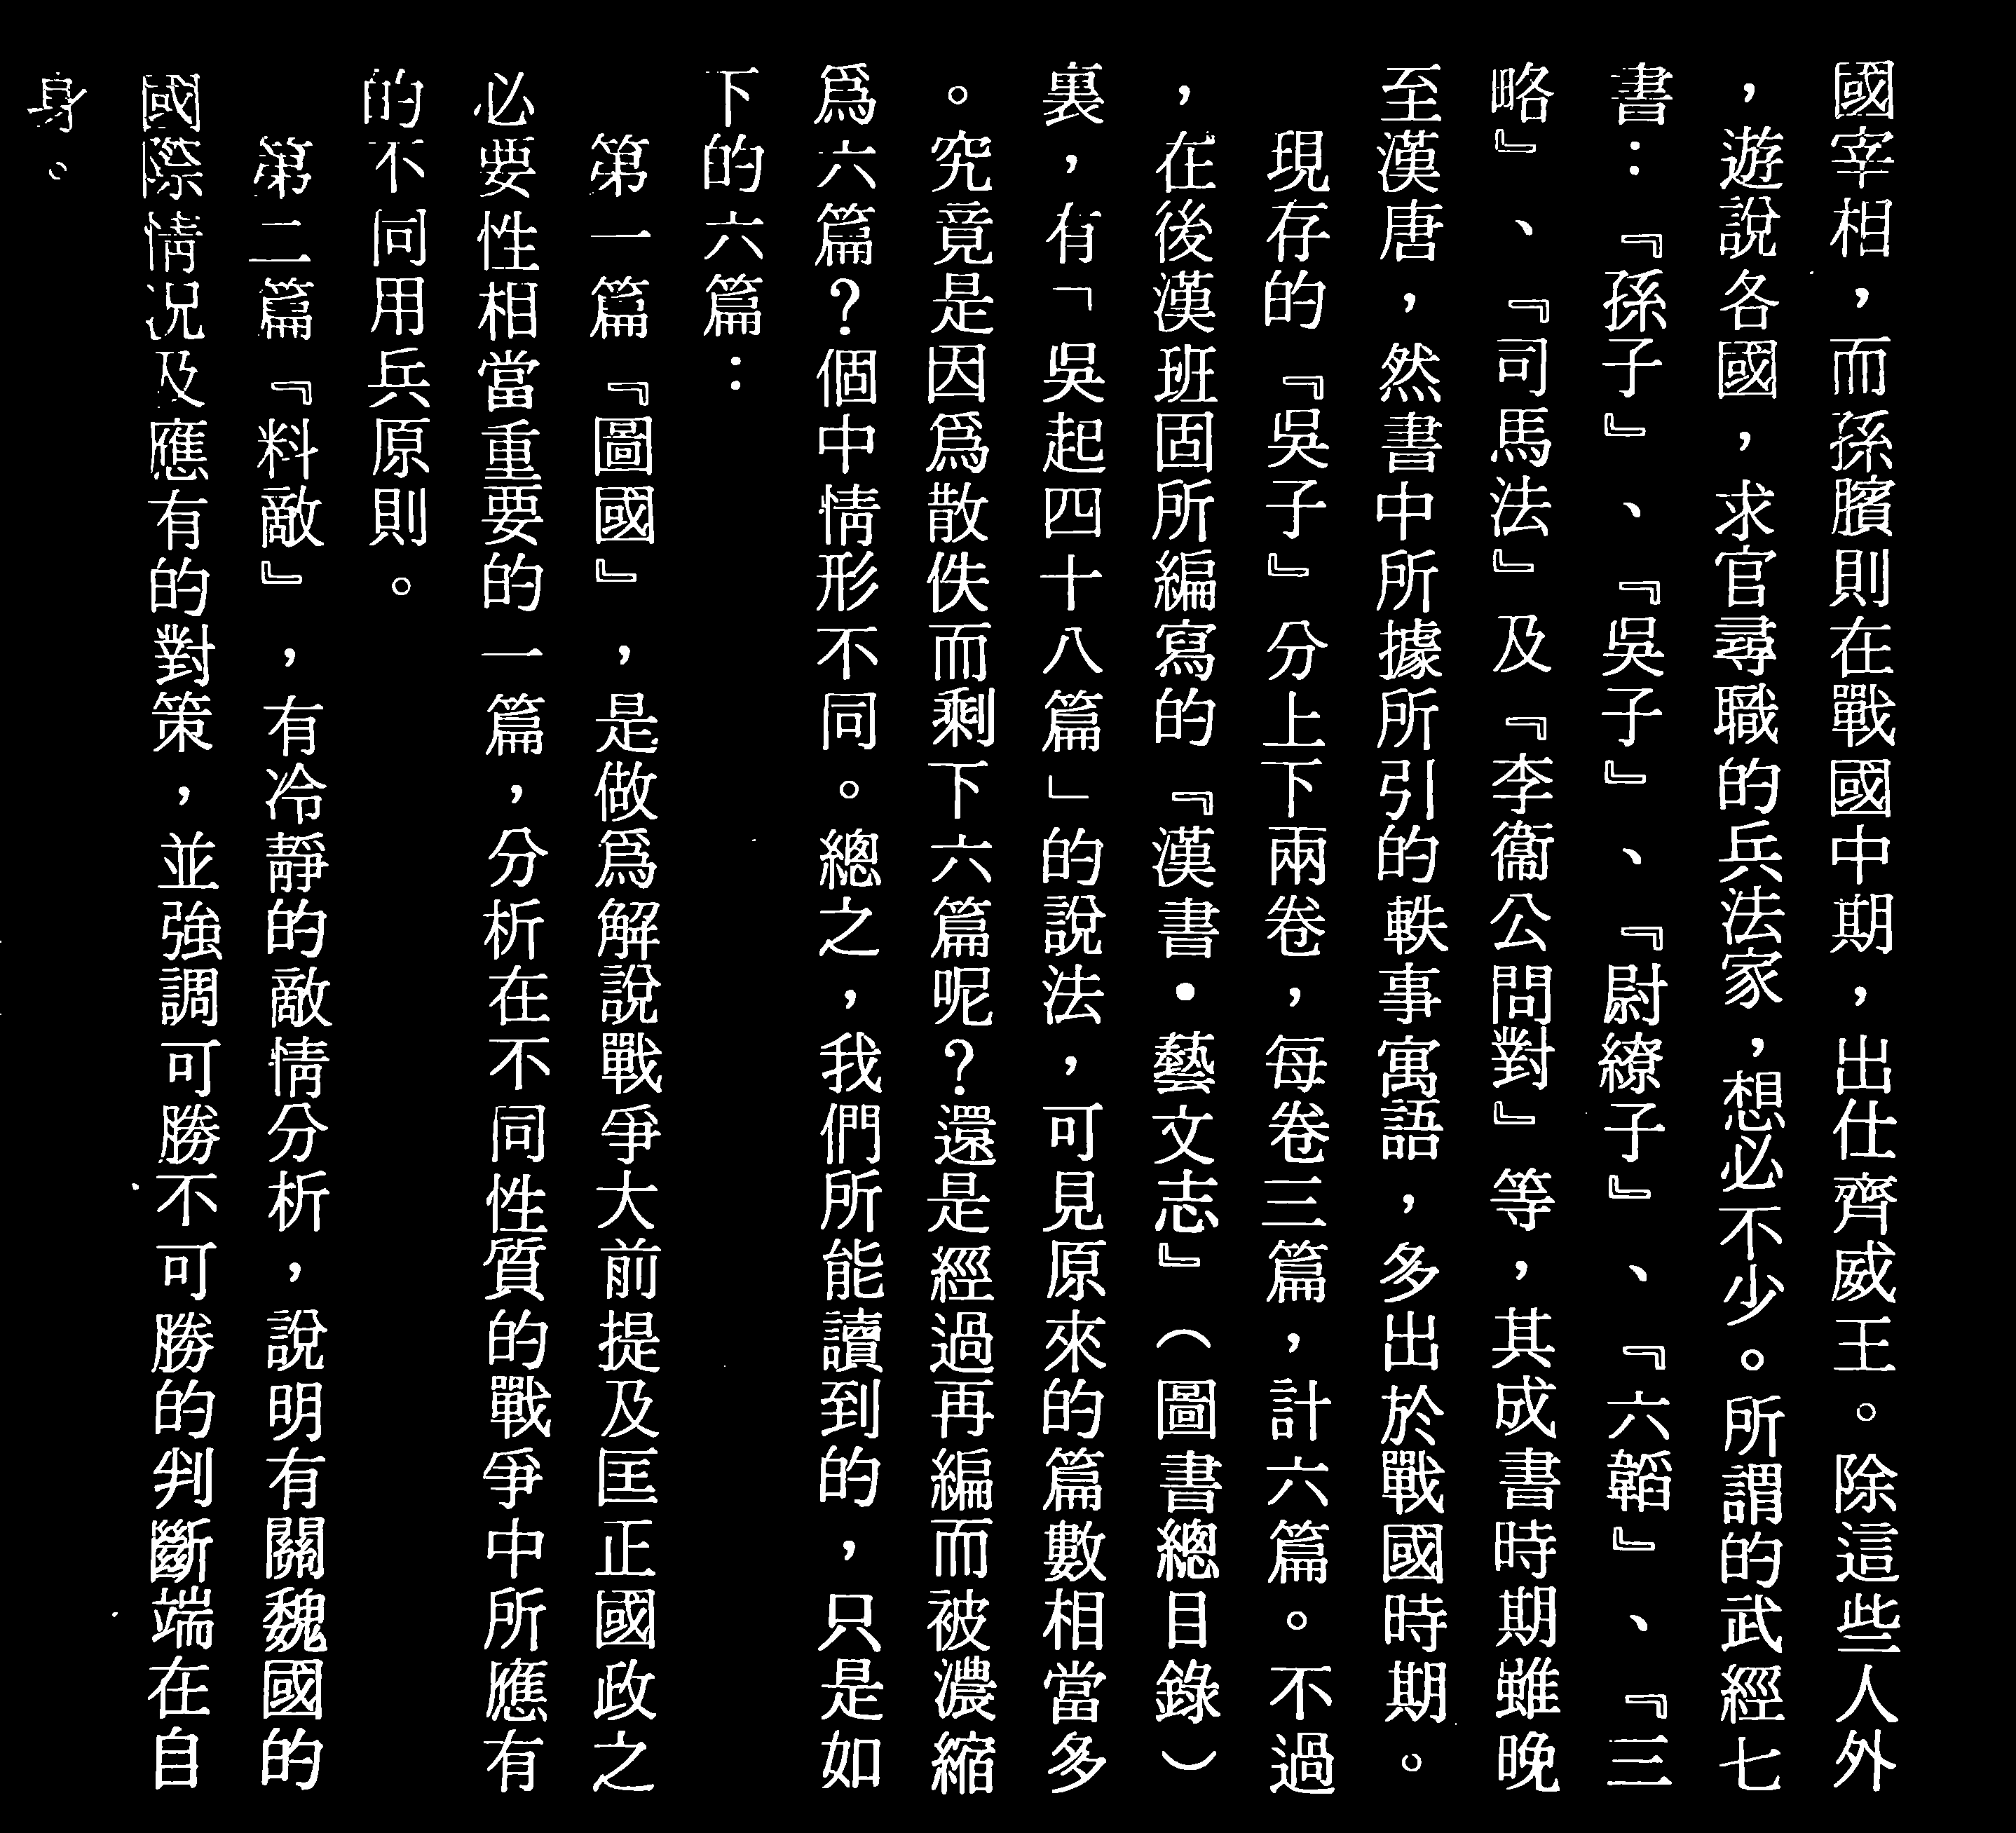 國宰相，而孫臏則在戰國中期，出仕齊威王。除這些人外
，遊說各國，求官尋職的兵法家，想必不少。所謂的武經七
書：『孫子』、『吳子』、『尉繚子』、『六韜』、『三
略』、『司馬法』及『李衞公問對』等，其成書時期雖晚
至漢唐，然書中所據所引的軼事寓語，多出於戰國時期。
現存的『吳子』分上下兩卷，每卷三篇，計六篇。不過
，在後漢班固所編寫的『漢書•藝文志』（圖書總目錄）
裏，有「吳起四十八篇」的說法，可見原來的篇數相當多
。究竟是因爲散佚而剩下六篇呢？還是經過再編而被濃縮
爲六篇？個中情形不同。總之，我們所能讀到的，只是如
下的六篇：
第一篇『圖國』，是做爲解說戰爭大前提及匡正國政之
必要性相當重要的一篇，分析在不同性質的戰爭中所應有
的不同用兵原則。
第二篇『料敵』，有冷靜的敵情分析，說明有關魏國的
國際情況及應有的對策，並強調可勝不可勝的判斷端在自
身。